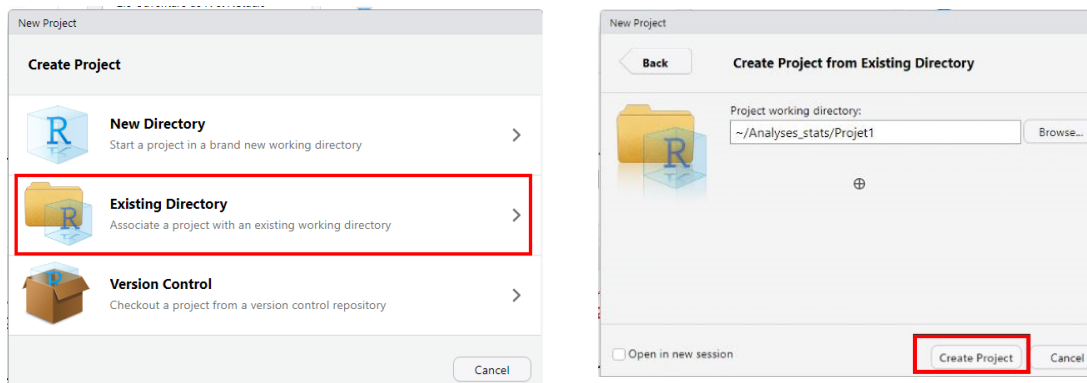 New Project
Create Project
R
New Directory
Start a project in a brand new working directory
R
Existing Directory
Associate a project with an existing working directory
Version Control
Checkout a project from a version control repository
Cancel
New Project
Back
Create Project from Existing Directory
R
Project working directory:
~/Analyses_stats/Projet1
Browse...
Open in new session
Create Project
Cancel